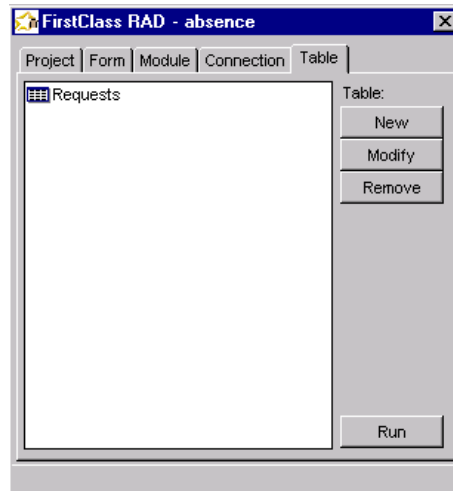 FirstClass RAD - absence
Project Form Module Connection Table
Requests
Table:
New
Modify
Remove
Run